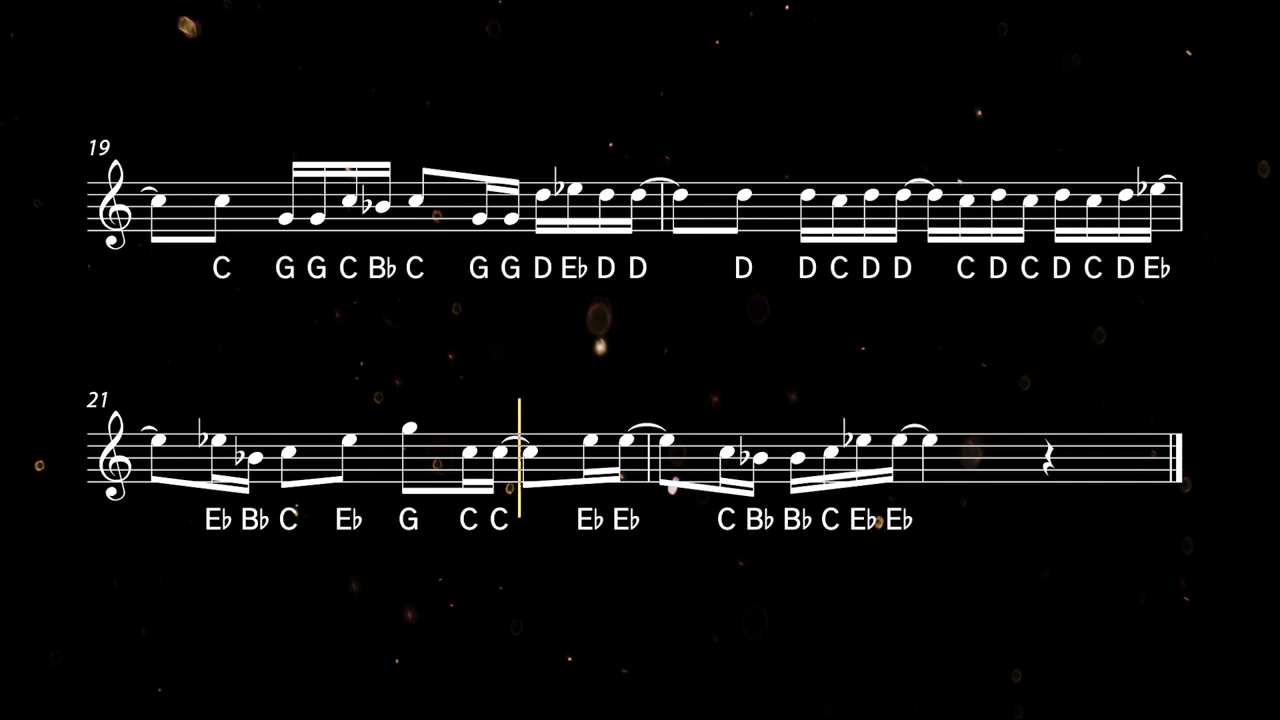 19
C G G C B♭ C G G D E♭ D D D D C D D C D C D C D E♭
21
E♭ B♭ C E♭ G C C E♭ E♭ C B♭ B♭ C E♭ E♭